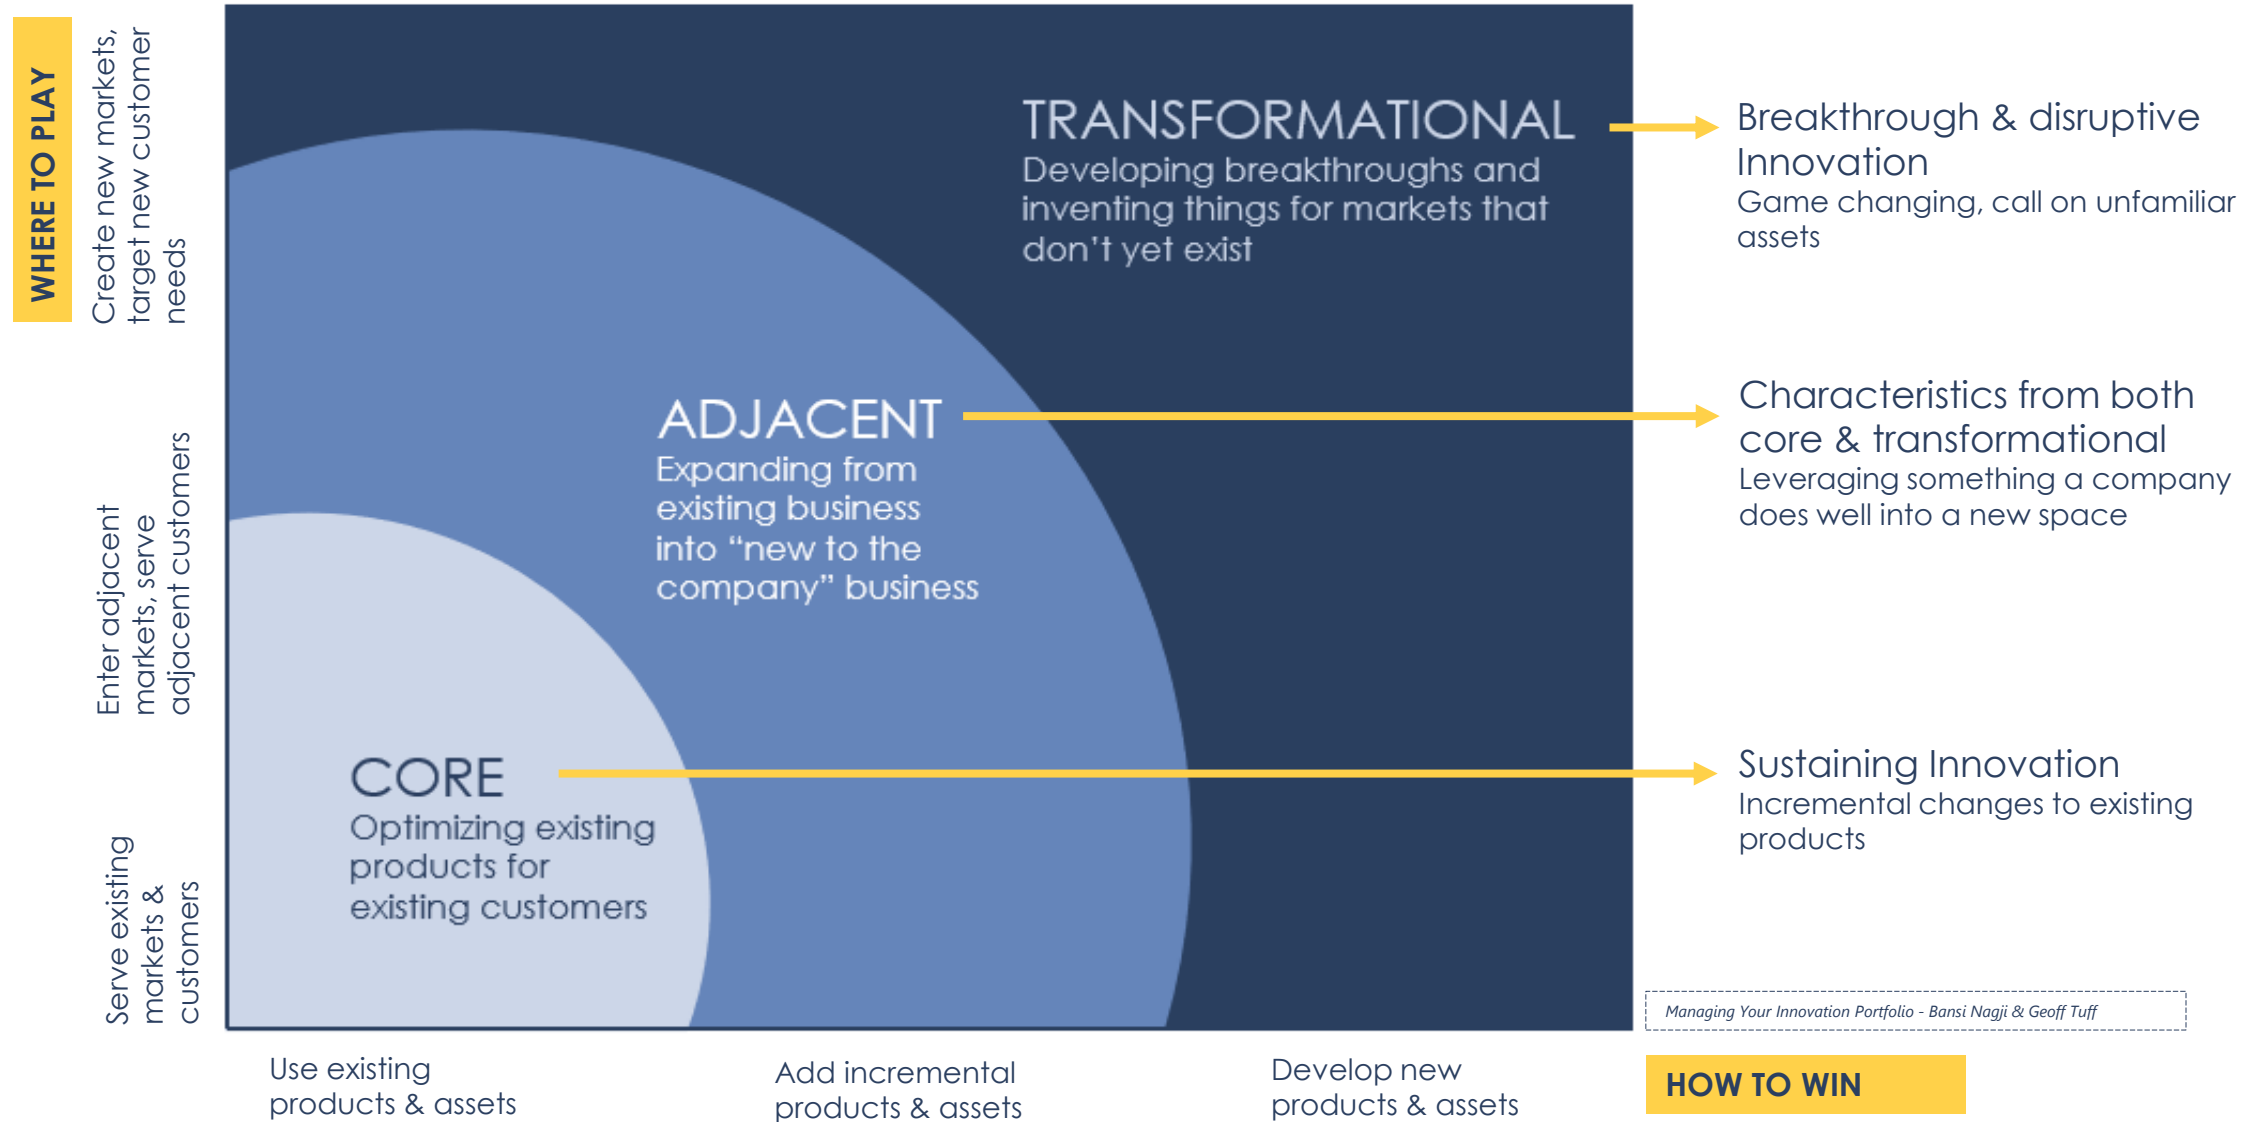 WHERE TO PLAY
Create new markets,
target new customer
needs
Enter adjacent
markets, serve
adjacent customers
Serve existing
markets &
customers
TRANSFORMATIONAL
Developing breakthroughs and
inventing things for markets that
don't yet exist
ADJACENT
Expanding from
existing business
into “new to the
company” business
CORE
Optimizing existing
products for
existing customers
Breakthrough & disruptive
Innovation
Game changing, call on unfamiliar
assets
Characteristics from both
core & transformational
Leveraging something a company
does well into a new space
Sustaining Innovation
Incremental changes to existing
products
Managing Your Innovation Portfolio - Bansi Nagji & Geoff Tuff
Use existing
products & assets
Add incremental
products & assets
Develop new
products & assets
HOW TO WIN